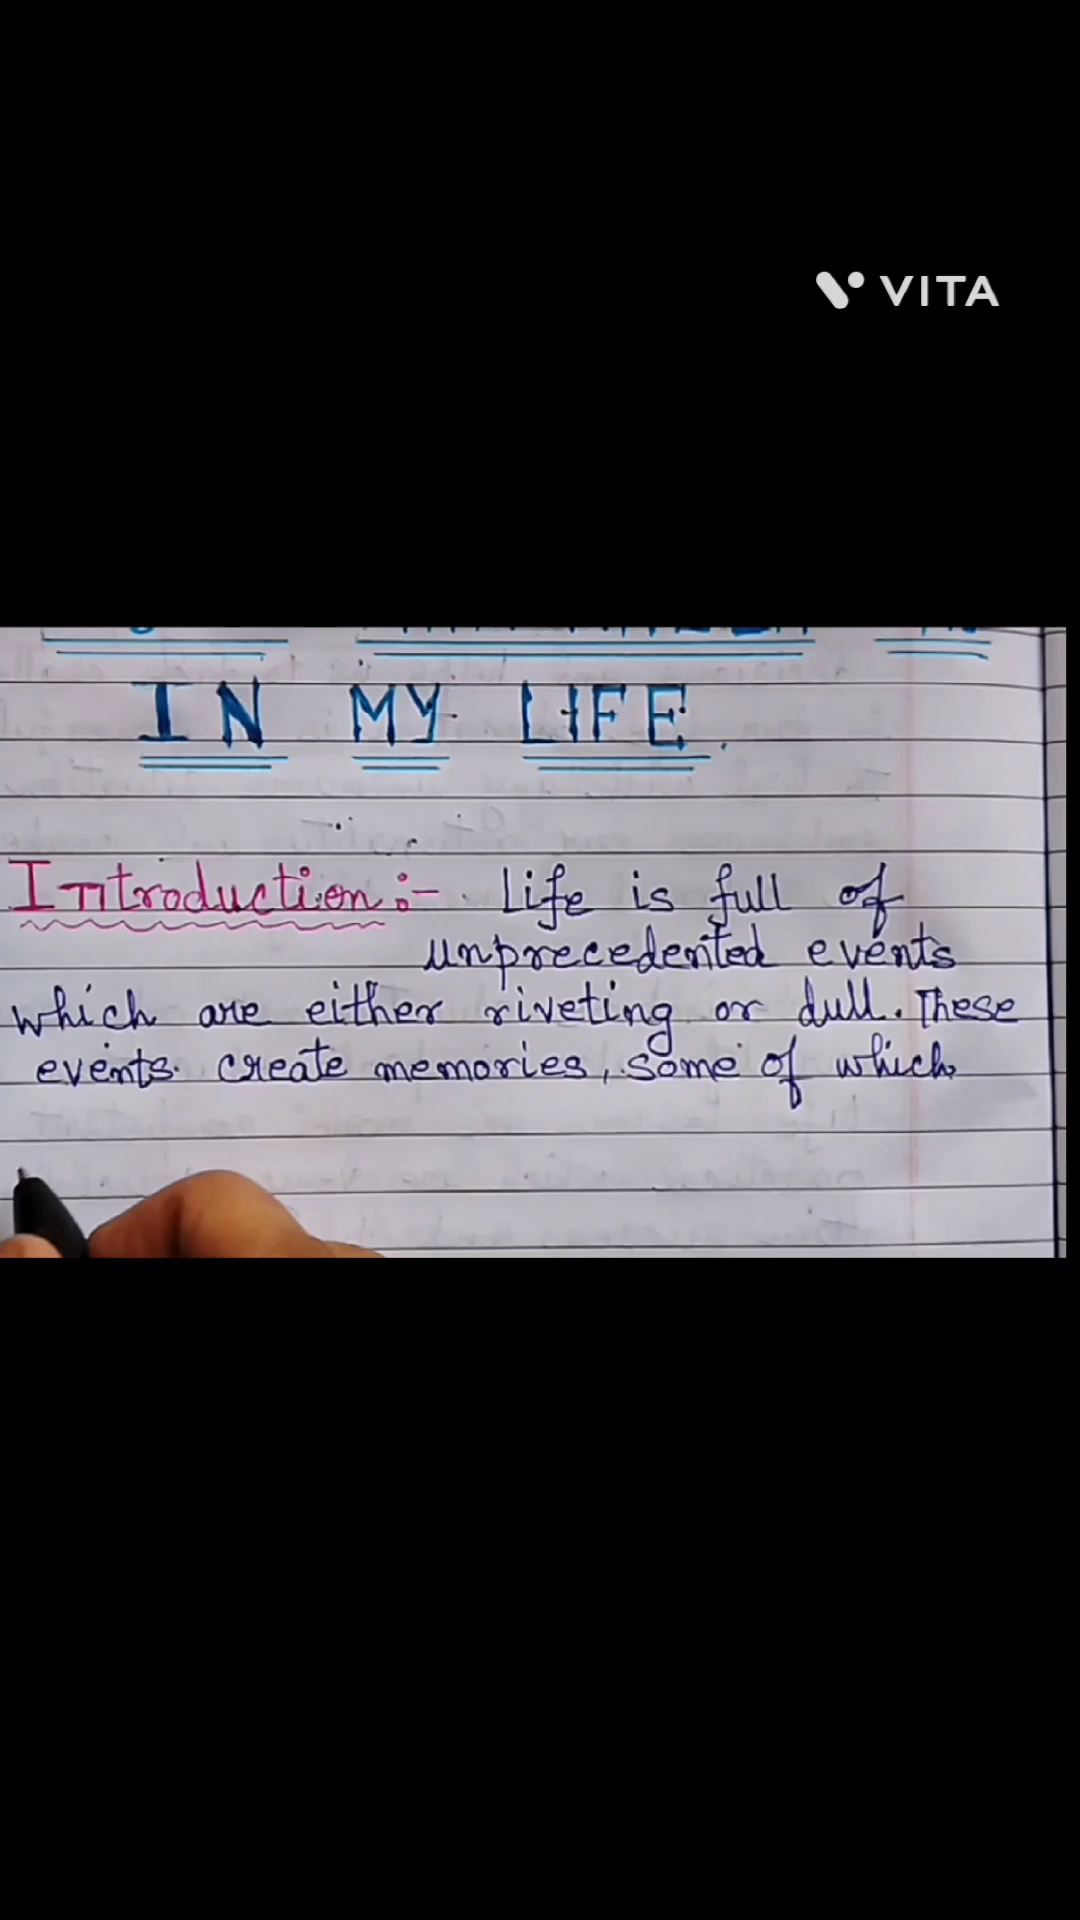 VITA
IN MY LIFE.
Introduction :- Life is full of
unprecedented events
which are either riveting or dull. These
events create memories, some of which